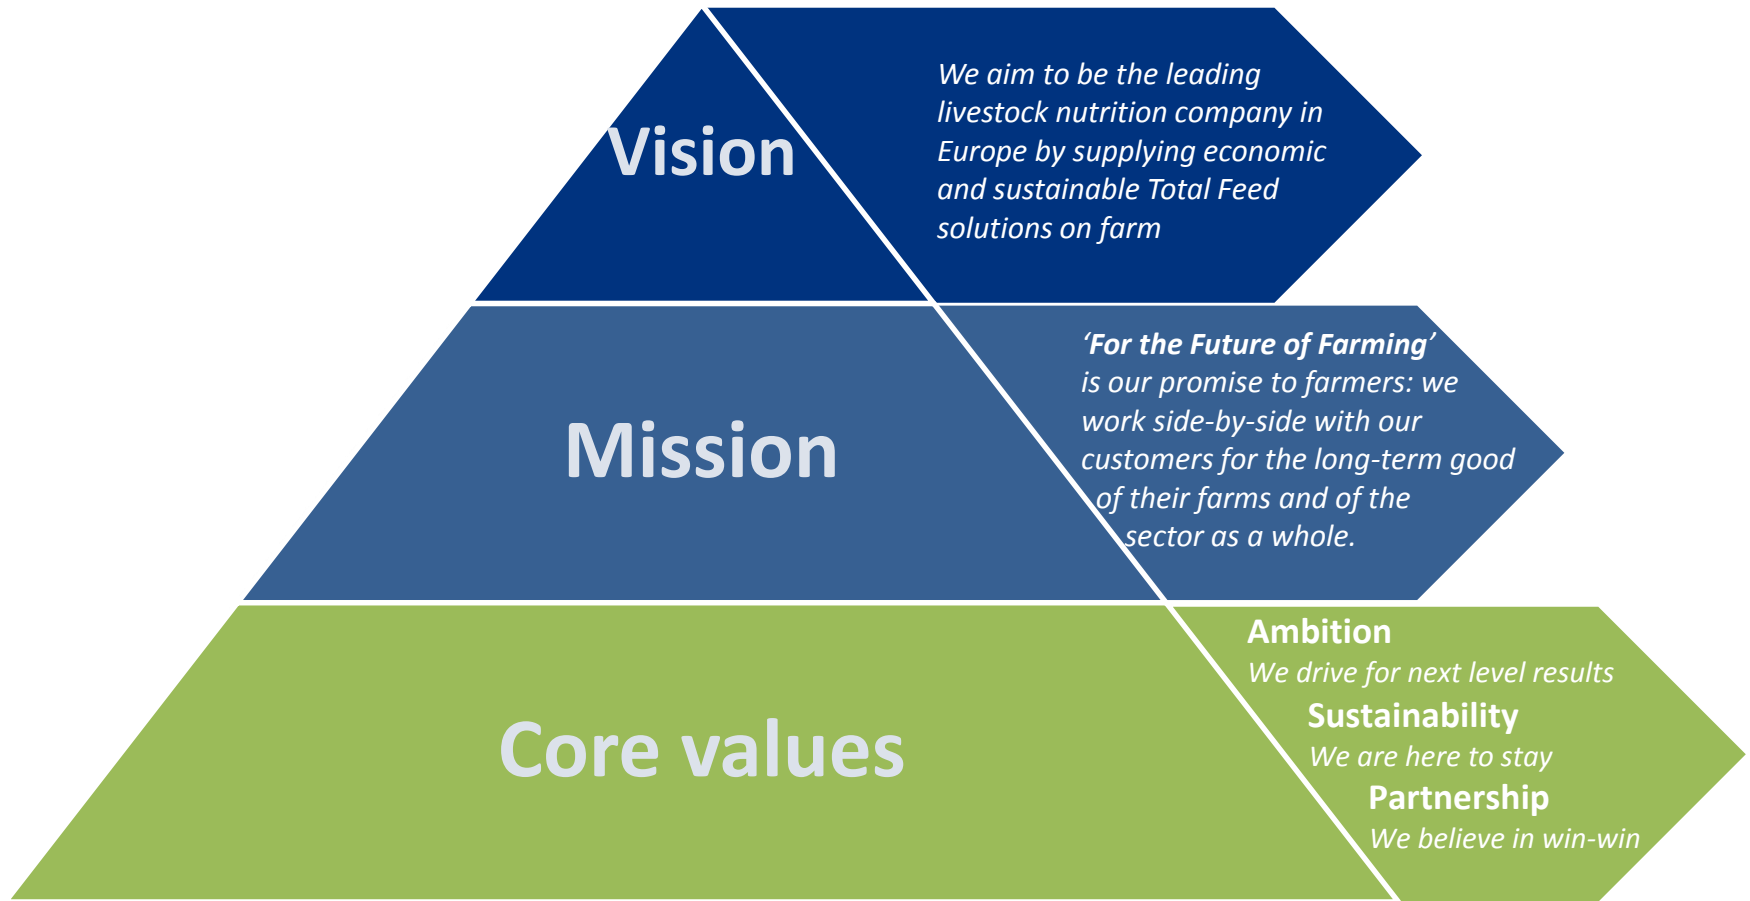 Vision
We aim to be the leading
livestock nutrition company in
Europe by supplying economic
and sustainable Total Feed
solutions on farm
Mission
‘For the Future of Farming’
is our promise to farmers: we
work side-by-side with our
customers for the long-term good
of their farms and of the
sector as a whole.
Core values
Ambition
We drive for next level results
Sustainability
We are here to stay
Partnership
We believe in win-win